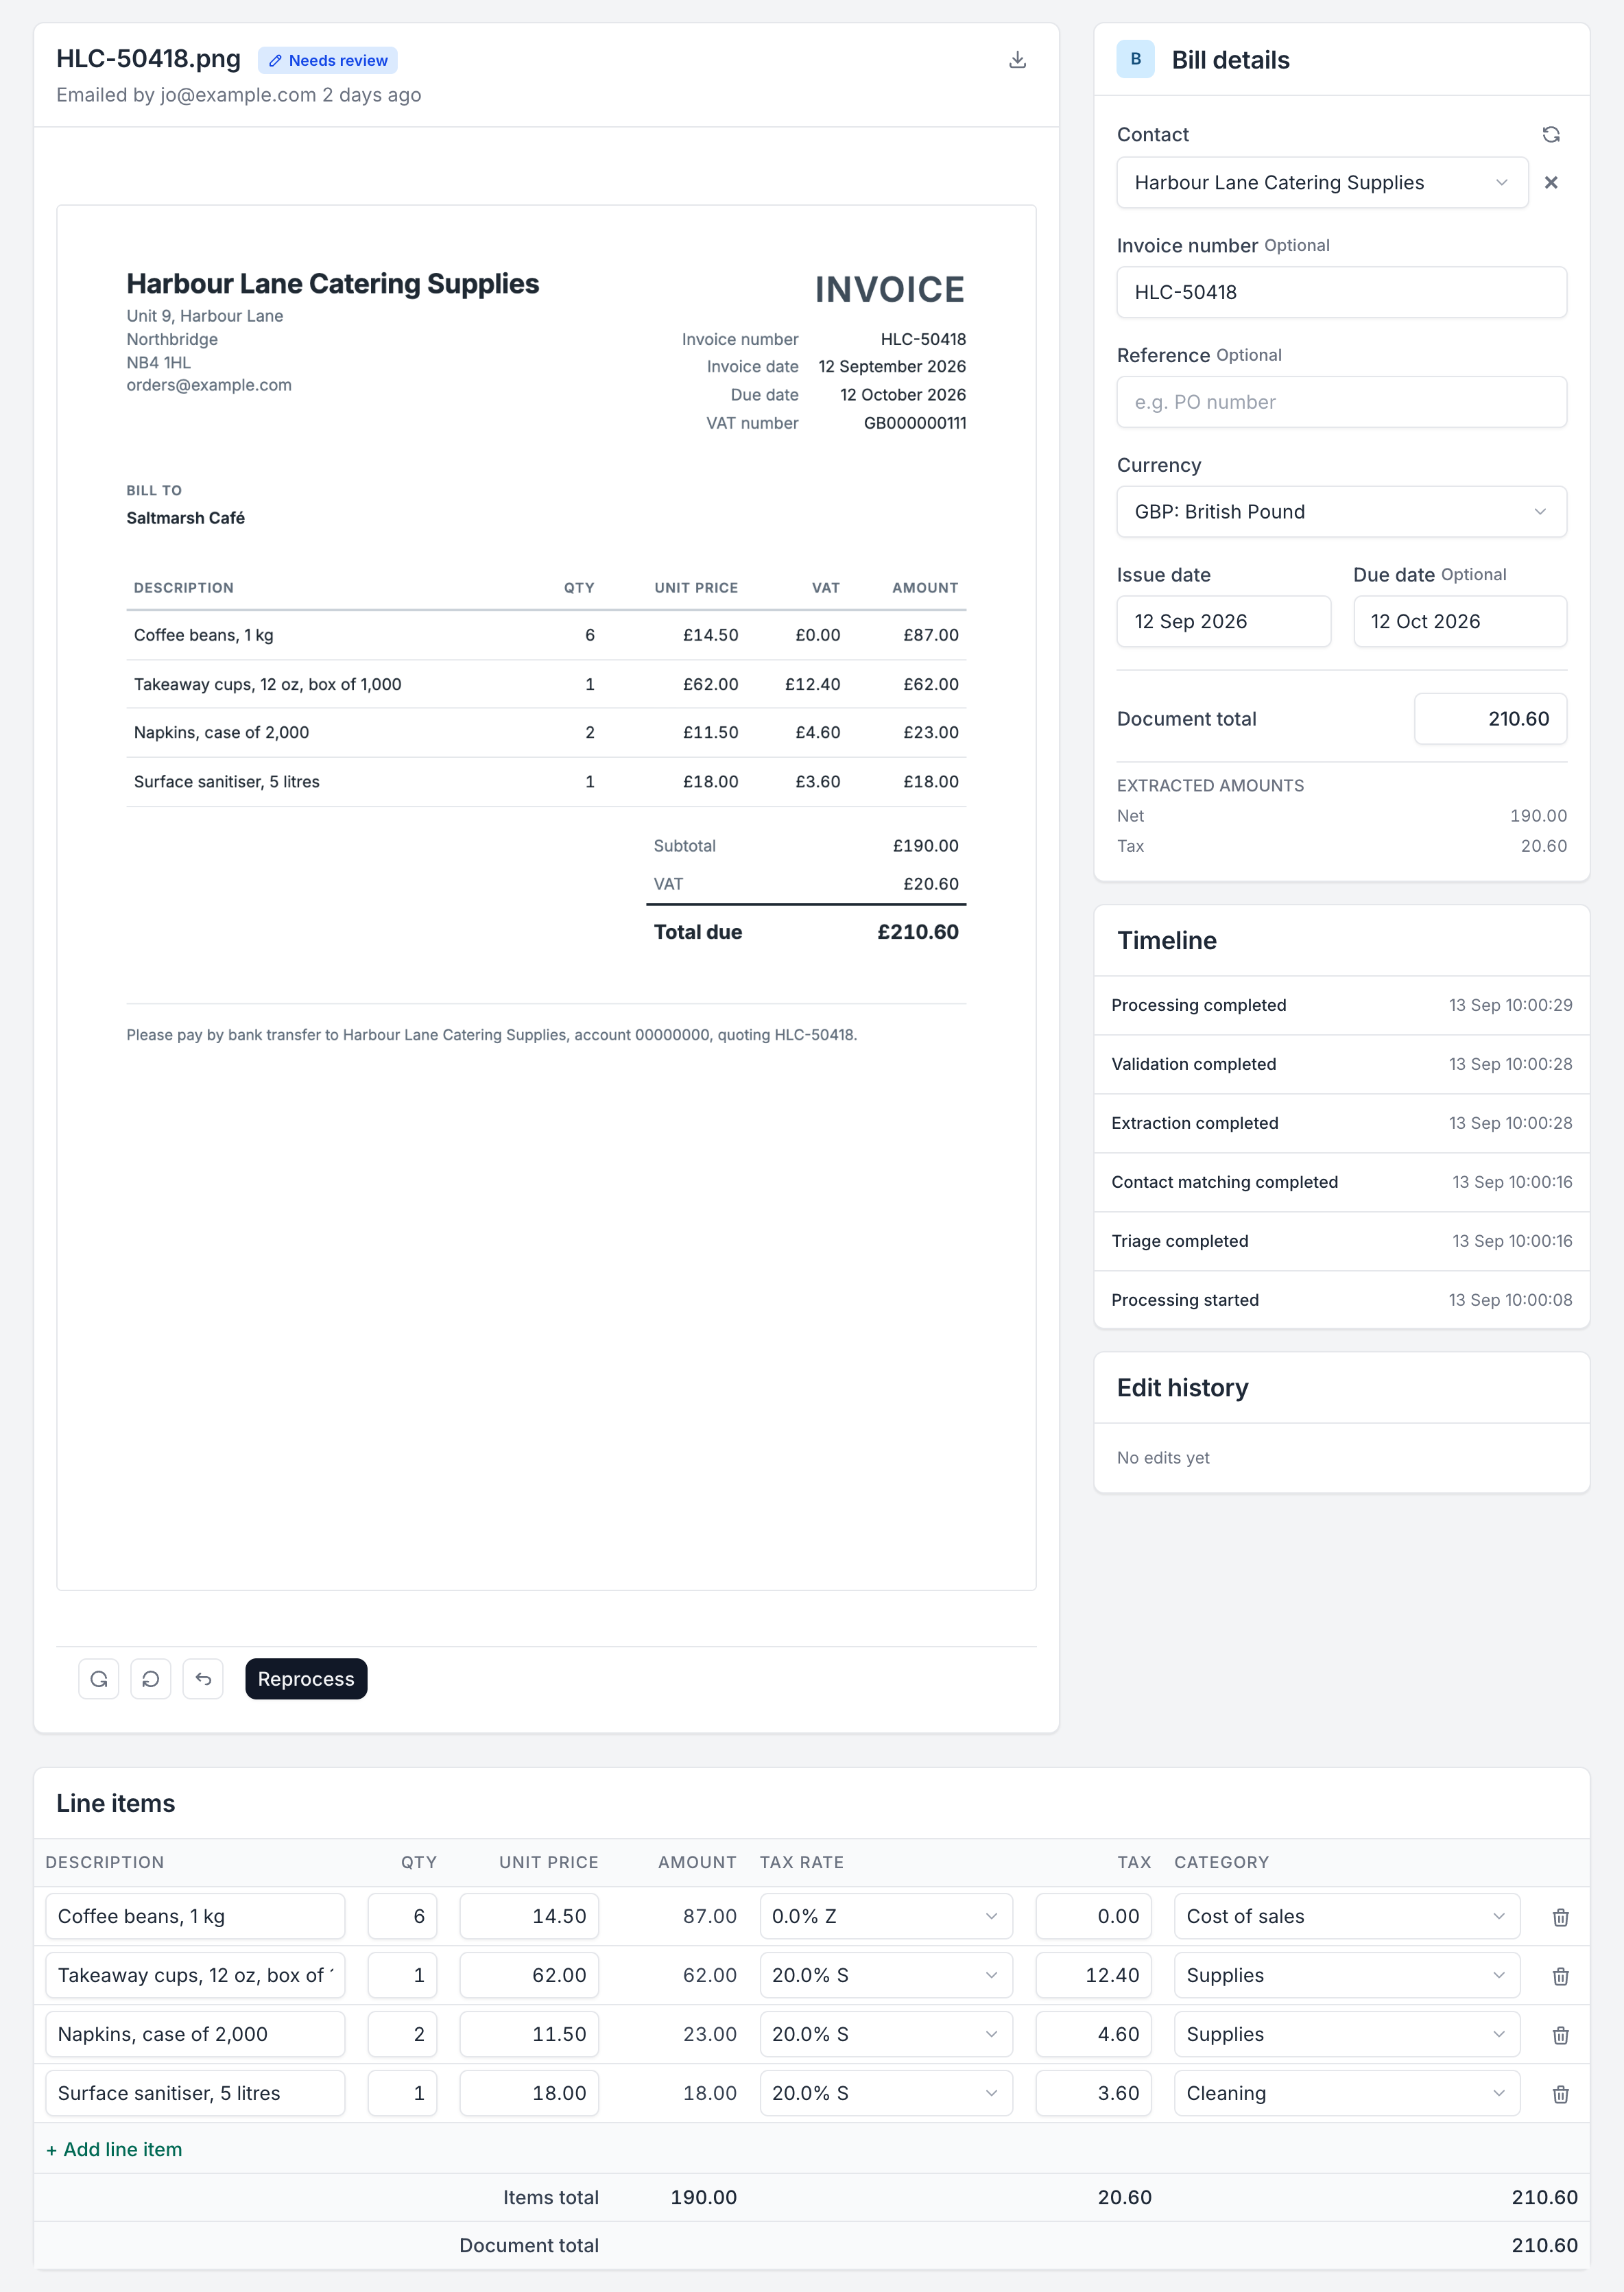 HLC-50418.png
Needs review
Emailed by jo@example.com 2 days ago
Harbour Lane Catering Supplies
Unit 9, Harbour Lane
Northbridge
NB4 1HL
orders@example.com
INVOICE
Invoice number HLC-50418
Invoice date 12 September 2026
Due date 12 October 2026
VAT number GB000000111
BILL TO
Saltmarsh Café
DESCRIPTION QTY UNIT PRICE VAT AMOUNT
Coffee beans, 1 kg 6 £14.50 £0.00 £87.00
Takeaway cups, 12 oz, box of 1,000 1 £62.00 £12.40 £62.00
Napkins, case of 2,000 2 £11.50 £4.60 £23.00
Surface sanitiser, 5 litres 1 £18.00 £3.60 £18.00
Subtotal £190.00
VAT £20.60
Total due £210.60
Please pay by bank transfer to Harbour Lane Catering Supplies, account 00000000, quoting HLC-50418.
Reprocess
B Bill details
Contact
Harbour Lane Catering Supplies
Invoice number Optional
HLC-50418
Reference Optional
e.g. PO number
Currency
GBP: British Pound
Issue date Due date Optional
12 Sep 2026 12 Oct 2026
Document total 210.60
EXTRACTED AMOUNTS
Net 190.00
Tax 20.60
Timeline
Processing completed 13 Sep 10:00:29
Validation completed 13 Sep 10:00:28
Extraction completed 13 Sep 10:00:28
Contact matching completed 13 Sep 10:00:16
Triage completed 13 Sep 10:00:16
Processing started 13 Sep 10:00:08
Edit history
No edits yet
Line items
DESCRIPTION QTY UNIT PRICE AMOUNT TAX RATE TAX CATEGORY
Coffee beans, 1 kg 6 14.50 87.00 0.0% Z 0.00 Cost of sales
Takeaway cups, 12 oz, box of 1 62.00 62.00 20.0% S 12.40 Supplies
Napkins, case of 2,000 2 11.50 23.00 20.0% S 4.60 Supplies
Surface sanitiser, 5 litres 1 18.00 18.00 20.0% S 3.60 Cleaning
+ Add line item
Items total 190.00 20.60 210.60
Document total 210.60